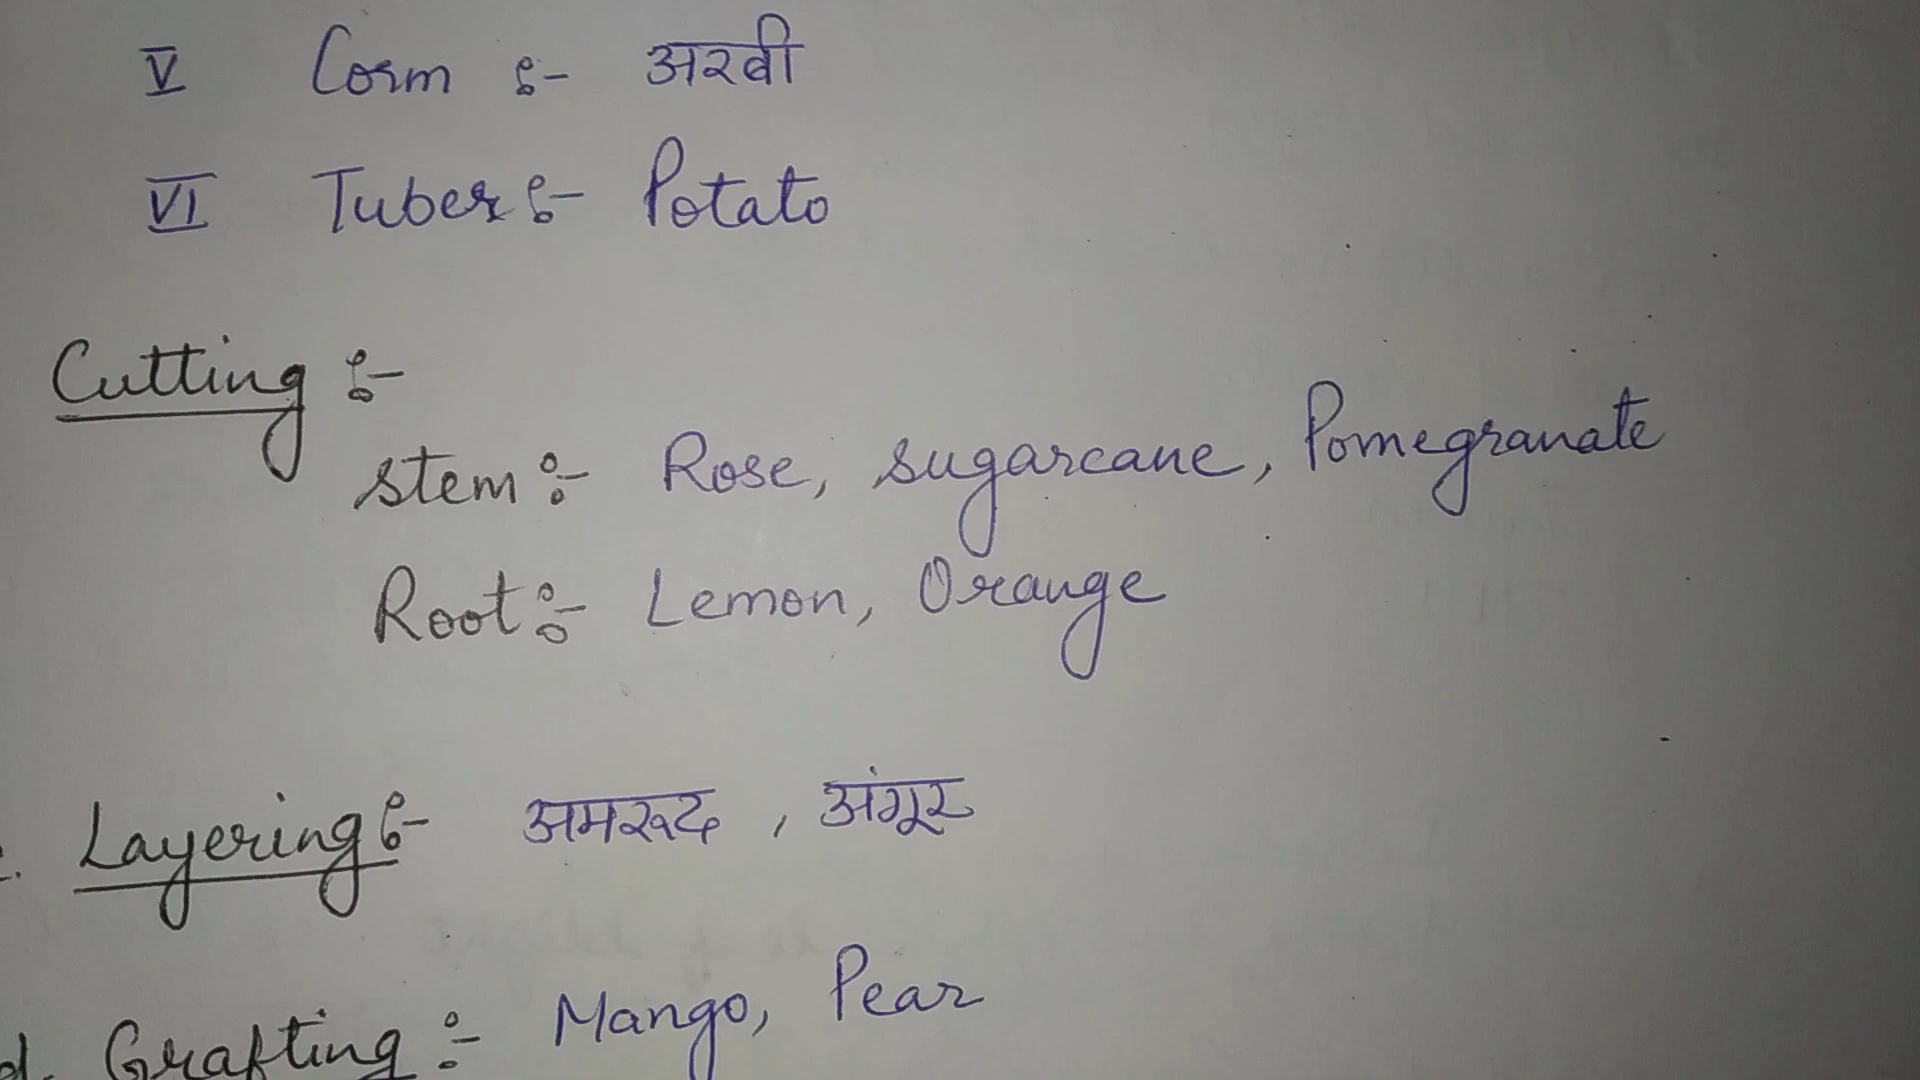 V Corm :- अरबी
VI Tuber :- Potato
Cutting :-
Stem :- Rose, sugarcane, Pomegranate
Root :- Lemon, Orange
Layering :- अमरूद , अंगूर
d. Grafting :- Mango, Pear